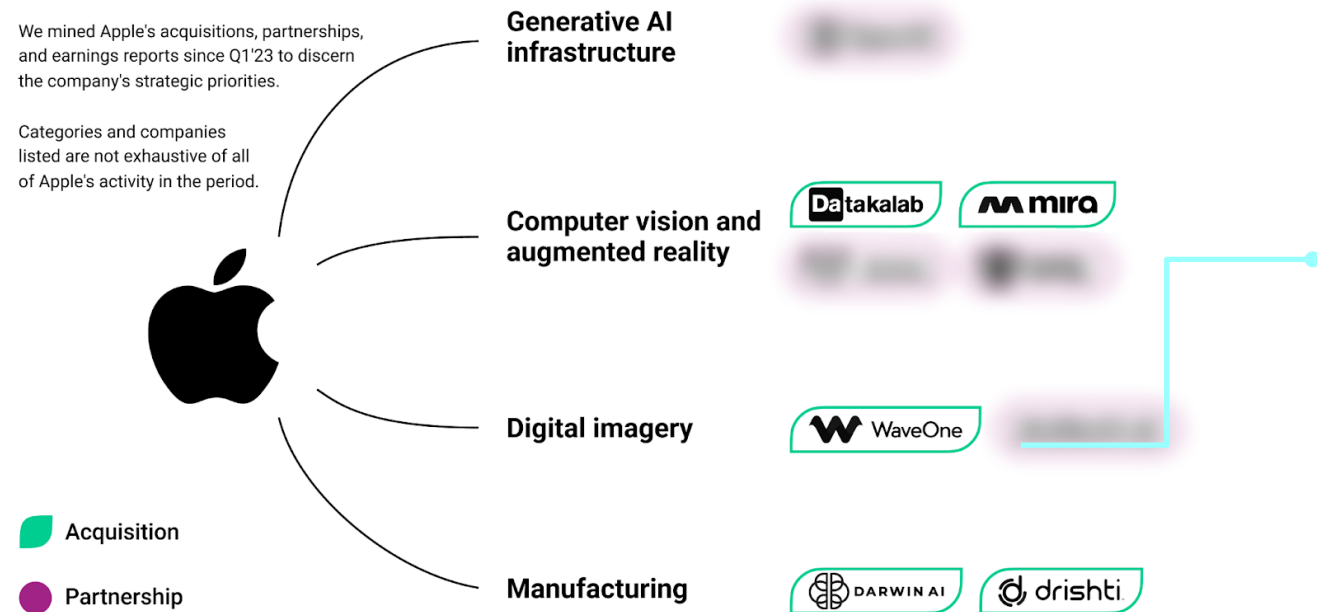 We mined Apple's acquisitions, partnerships,
and earnings reports since Q1'23 to discern
the company's strategic priorities.
Categories and companies
listed are not exhaustive of all
of Apple's activity in the period.
Generative AI
infrastructure
Computer vision and
augmented reality
Datakalab
mira
Digital imagery
WaveOne
Manufacturing
DARWIN AI
drishti
Acquisition
Partnership